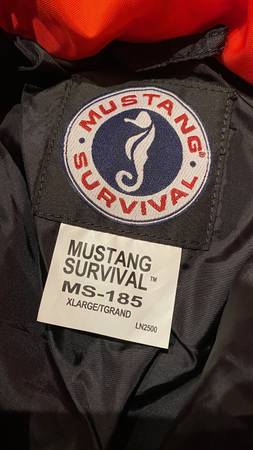 MUSTANG®
SURVIVAL
MUSTANG
SURVIVAL™
MS-185
XLARGE/TGRAND
LN2500